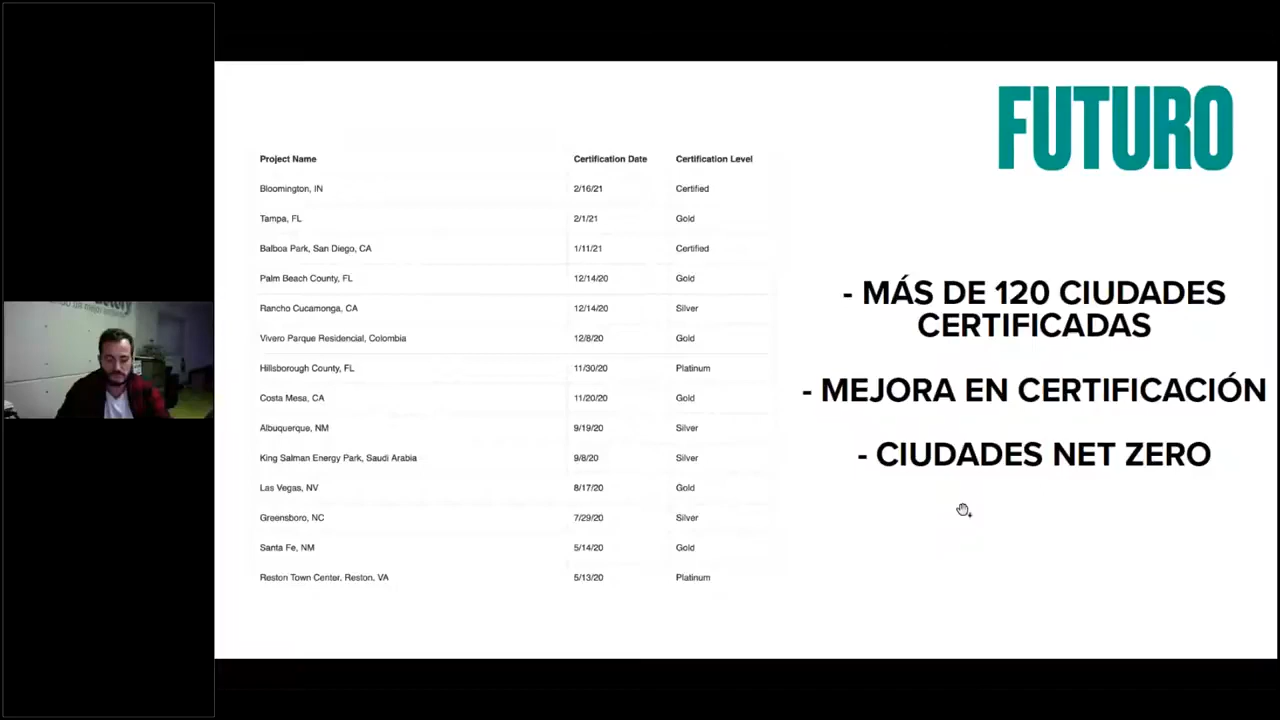 FUTURO
Project Name Certification Date Certification Level
Bloomington, IN 2/16/21 Certified
Tampa, FL 2/1/21 Gold
Balboa Park, San Diego, CA 1/11/21 Certified
Palm Beach County, FL 12/14/20 Gold
Rancho Cucamonga, CA 12/14/20 Silver
Vivero Parque Residencial, Colombia 12/8/20 Gold
Hillsborough County, FL 11/30/20 Platinum
Costa Mesa, CA 11/20/20 Gold
Albuquerque, NM 9/19/20 Silver
King Salman Energy Park, Saudi Arabia 9/8/20 Silver
Las Vegas, NV 8/17/20 Gold
Greensboro, NC 7/29/20 Silver
Santa Fe, NM 5/14/20 Gold
Reston Town Center, Reston, VA 5/13/20 Platinum
- MÁS DE 120 CIUDADES
CERTIFICADAS
- MEJORA EN CERTIFICACIÓN
- CIUDADES NET ZERO